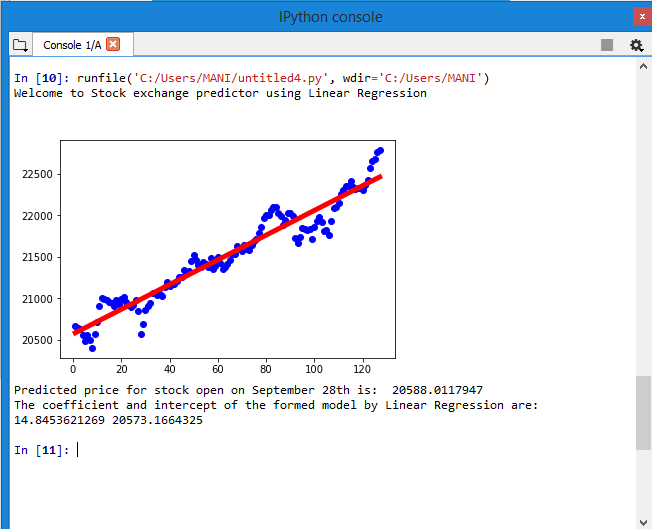 IPython console
Console 1/A
In [10]: runfile('C:/Users/MANI/untitled4.py', wdir='C:/Users/MANI')
Welcome to Stock exchange predictor using Linear Regression
22500
22000
21500
21000
20500
0 20 40 60 80 100 120
Predicted price for stock open on September 28th is:  20588.0117947
The coefficient and intercept of the formed model by Linear Regression are:
14.8453621269 20573.1664325
In [11]: